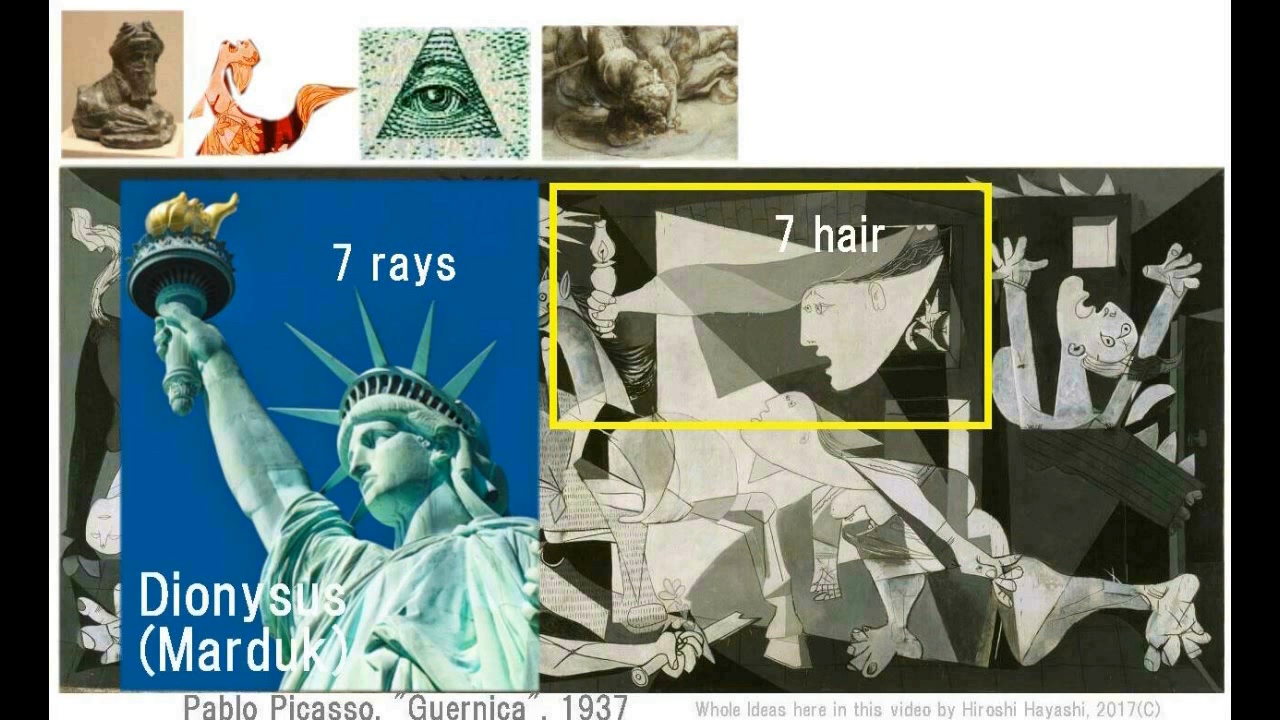 7 rays
7 hair
Dionysus
(Marduk)
Pablo Picasso, "Guernica", 1937
Whole Ideas here in this video by Hiroshi Hayashi, 2017(C)